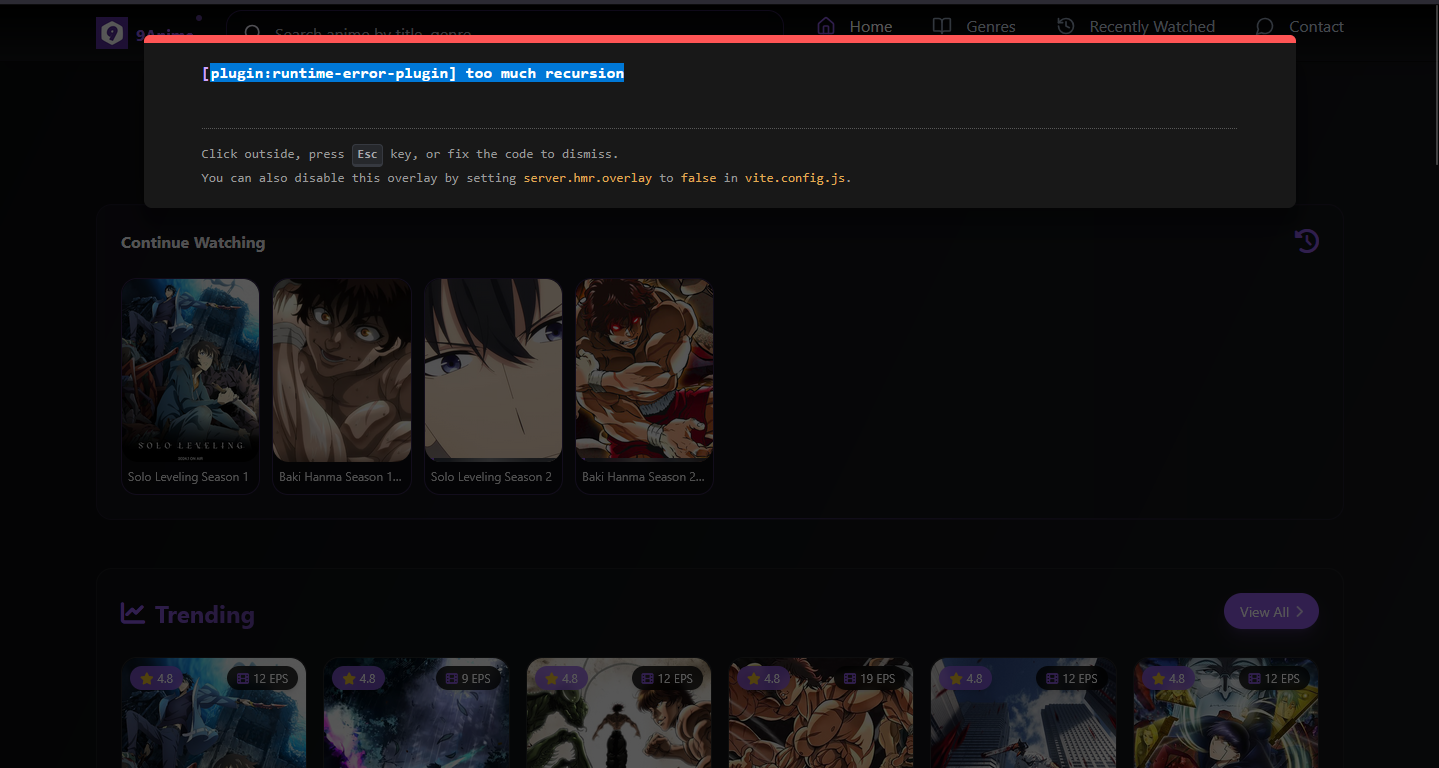 9Anime
Search anime by title, genre
Home
Genres
Recently Watched
Contact
[plugin:runtime-error-plugin] too much recursion
Click outside, press Esc key, or fix the code to dismiss.
You can also disable this overlay by setting server.hmr.overlay to false in vite.config.js.
Continue Watching
SOLO LEVELING
Solo Leveling Season 1
Baki Hanma Season 1...
Solo Leveling Season 2
Baki Hanma Season 2...
Trending
View All
4.8
12 EPS
4.8
9 EPS
4.8
12 EPS
4.8
19 EPS
4.8
12 EPS
4.8
12 EPS